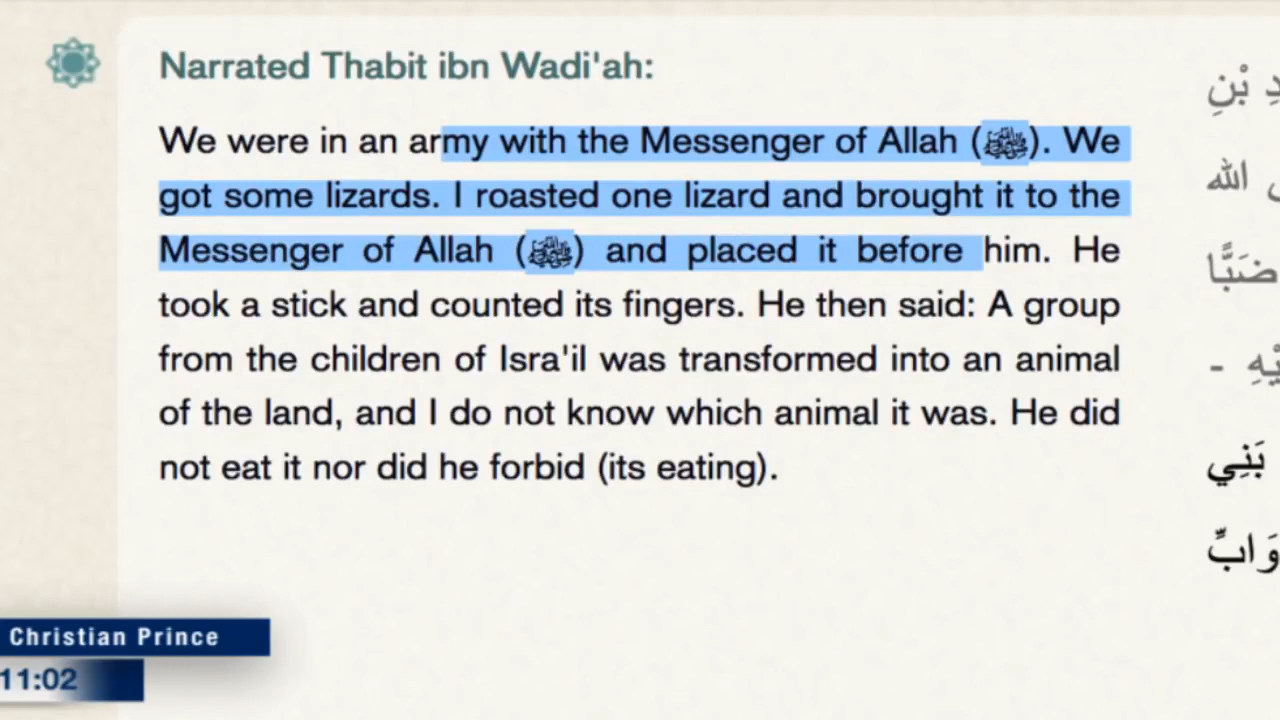 Narrated Thabit ibn Wadi'ah:
We were in an army with the Messenger of Allah (ﷺ). We
got some lizards. I roasted one lizard and brought it to the
Messenger of Allah (ﷺ) and placed it before him. He
took a stick and counted its fingers. He then said: A group
from the children of Isra'il was transformed into an animal
of the land, and I do not know which animal it was. He did
not eat it nor did he forbid (its eating).
بْنِ
الله
ضَبًّا
بَنِي
Christian Prince
11:02